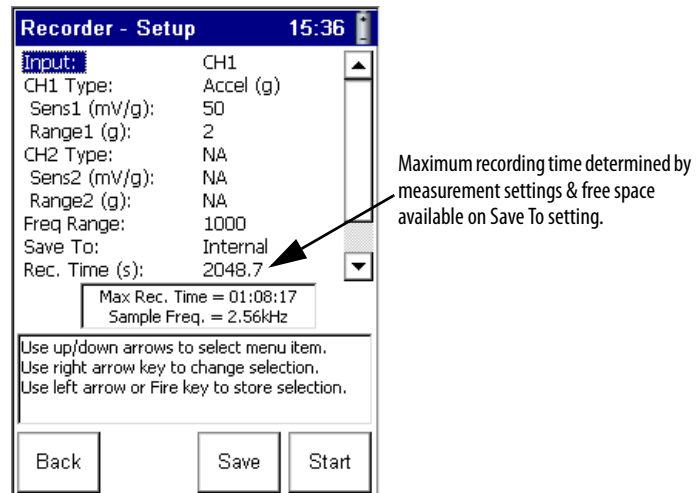 Recorder - Setup 15:36
Input: CH1
CH1 Type: Accel (g)
Sens1 (mV/g): 50
Range1 (g): 2
CH2 Type: NA
Sens2 (mV/g): NA
Range2 (g): NA
Freq Range: 1000
Save To: Internal
Rec. Time (s): 2048.7
Max Rec. Time = 01:08:17
Sample Freq. = 2.56kHz
Use up/down arrows to select menu item.
Use right arrow key to change selection.
Use left arrow or Fire key to store selection.
Back Save Start
Maximum recording time determined by
measurement settings & free space
available on Save To setting.